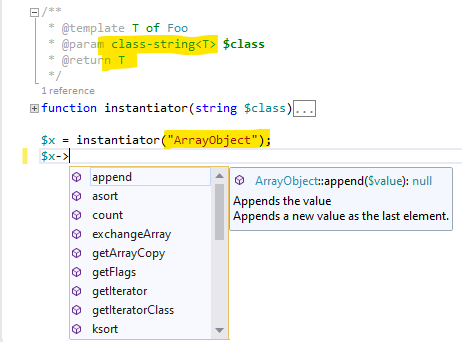 /**
* @template T of Foo
* @param class-string<T> $class
* @return T
*/
1 reference
function instantiator(string $class)...
$x = instantiator("ArrayObject");
$x->
append
asort
count
exchangeArray
getArrayCopy
getFlags
getIterator
getIteratorClass
ksort
ArrayObject::append($value): null
Appends the value
Appends a new value as the last element.